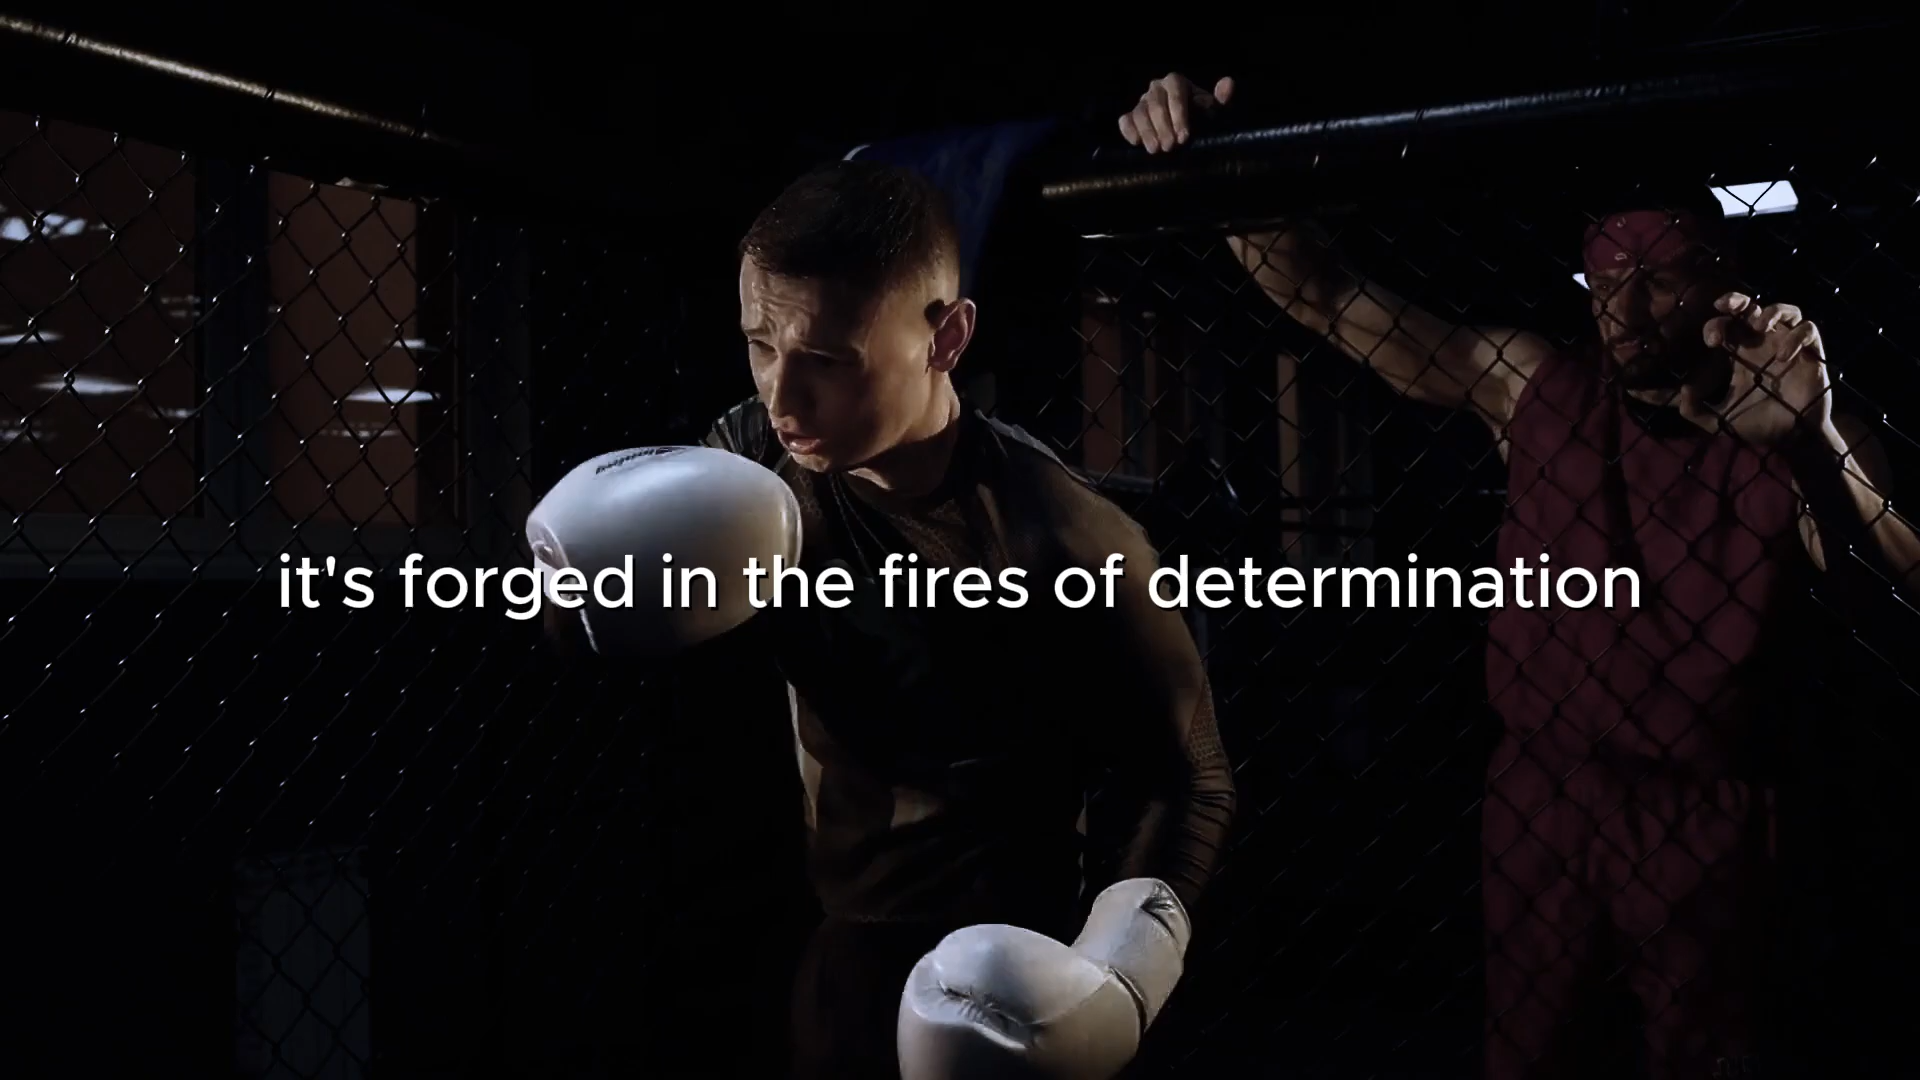 it's forged in the fires of determination